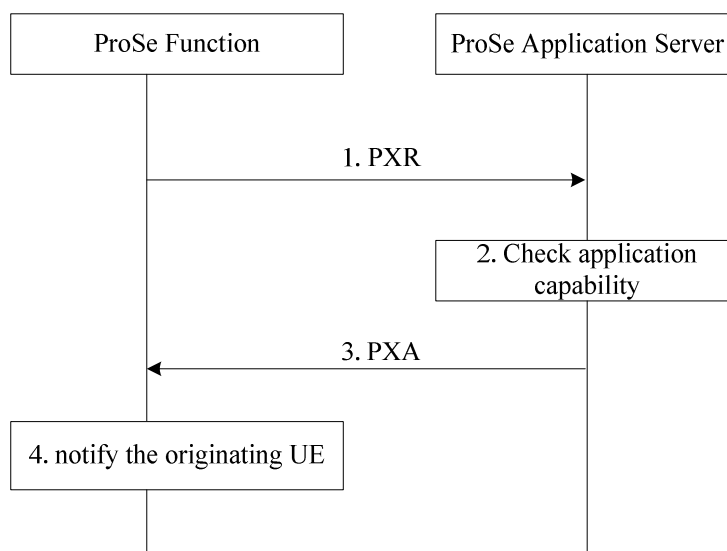 ProSe Function
ProSe Application Server
1. PXR
2. Check application
capability
3. PXA
4. notify the originating UE